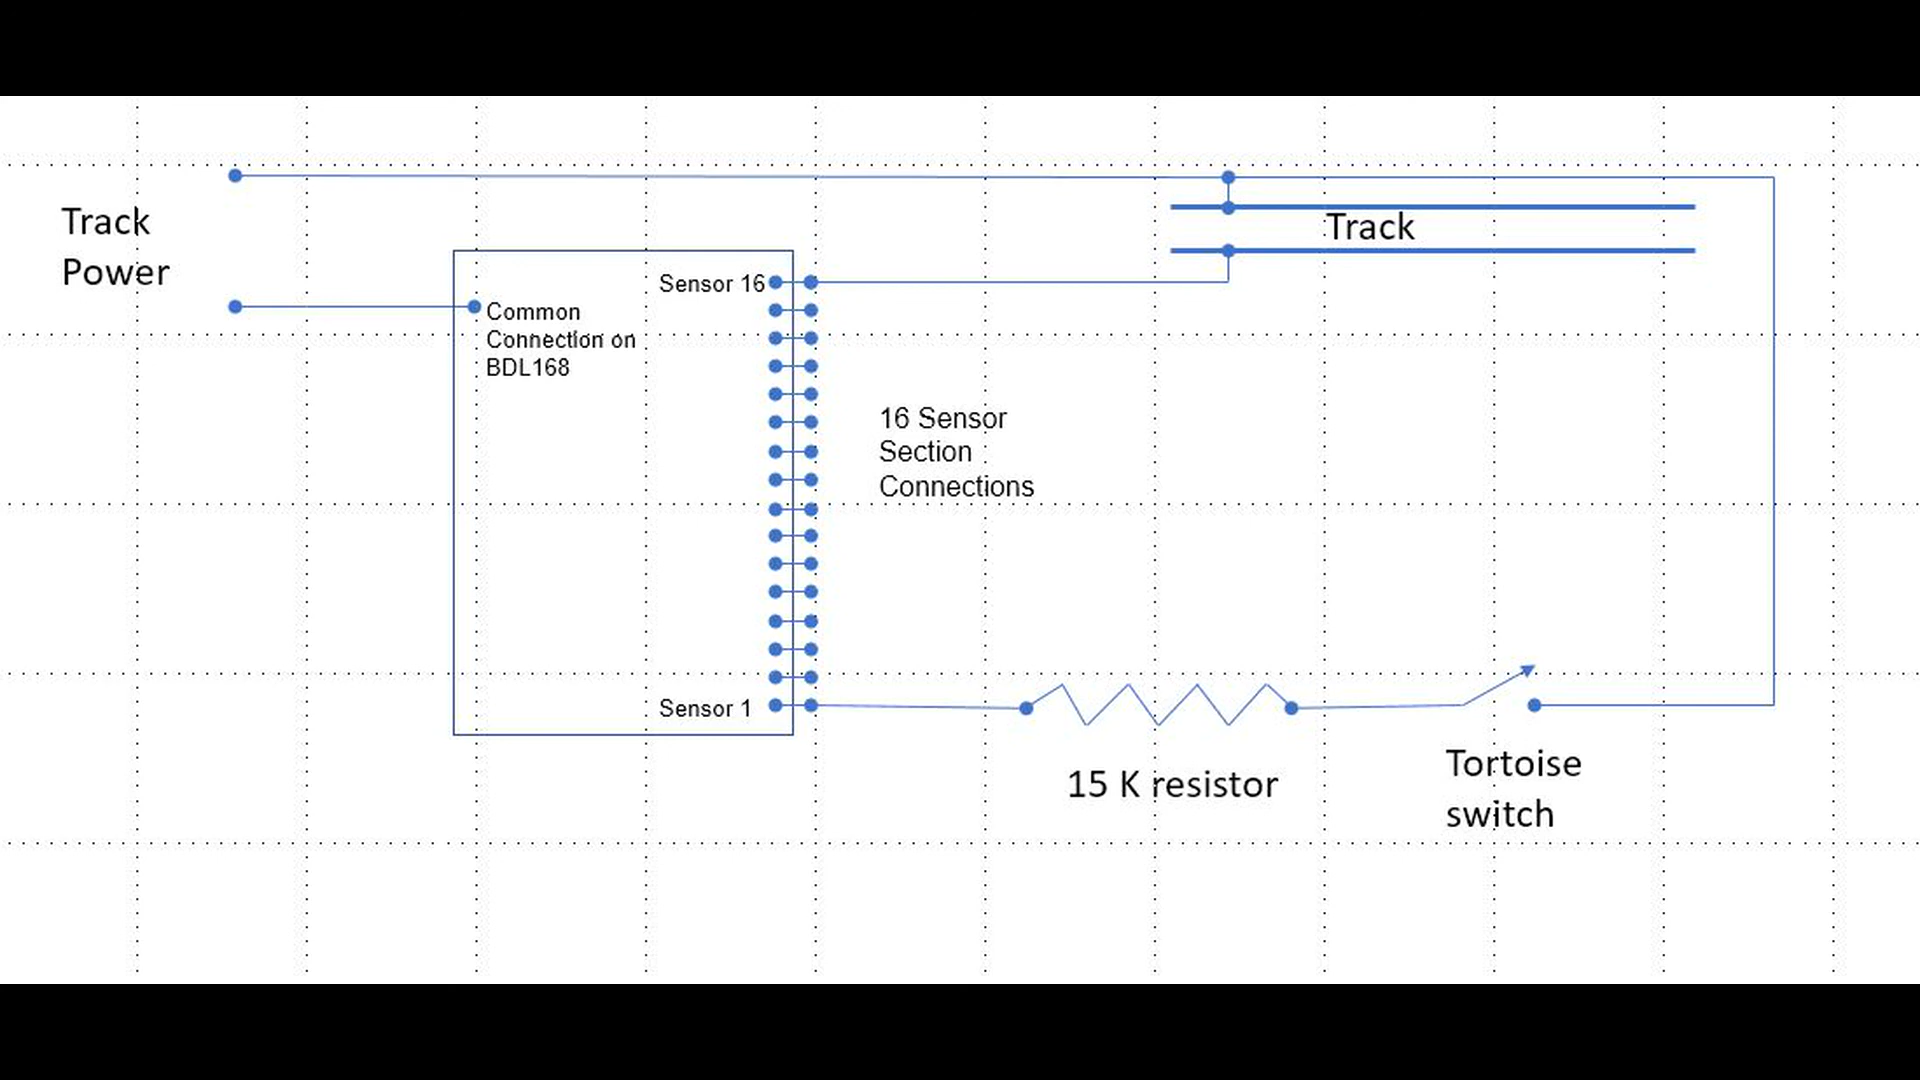 Track
Power
Track
Sensor 16
Common
Connection on
BDL168
16 Sensor
Section
Connections
Sensor 1
15 K resistor
Tortoise
switch